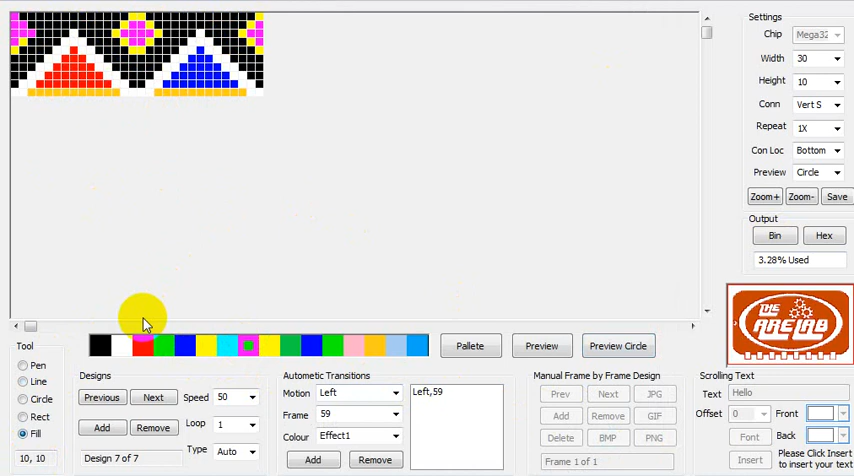 Settings
Chip Mega32
Width 30
Height 10
Conn Vert S
Repeat 1X
Con Loc Bottom
Preview Circle
Zoom+ Zoom- Save
Output
Bin Hex
3.28% Used
THE
ARE LAB
Tool
Pen
Line
Circle
Rect
Fill
10, 10
Pallete Preview Preview Circle
Designs
Previous Next Speed 50
Loop 1
Add Remove
Type Auto
Design 7 of 7
Autometic Transitions
Motion Left
Frame 59
Colour Effect1
Add Remove
Left,59
Manual Frame by Frame Design
Prev Next JPG
Add Remove GIF
Delete BMP PNG
Frame 1 of 1
Scrolling Text
Text Hello
Offset 0 Front
Font Back
Insert
Please Click Insert
to insert your text